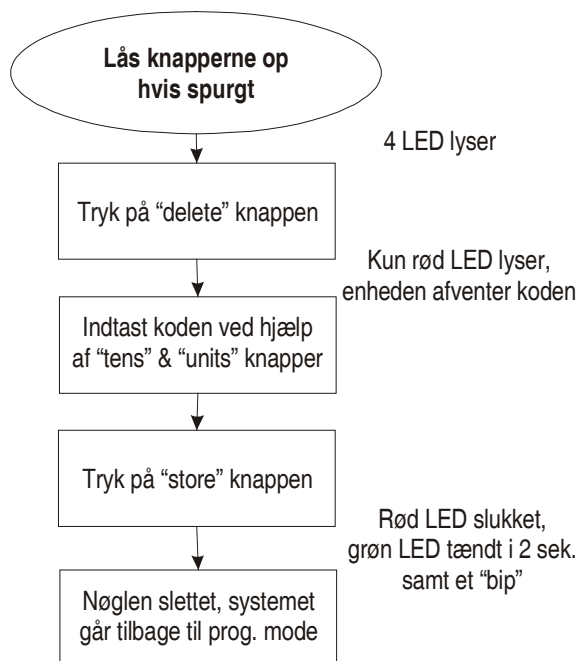 Lås knapperne op
hvis spurgt
4 LED lyser
Tryk på “delete” knappen
Kun rød LED lyser,
enheden afventer koden
Indtast koden ved hjælp
af “tens” & “units” knapper
Tryk på “store” knappen
Rød LED slukket,
grøn LED tændt i 2 sek.
samt et “bip”
Nøglen slettet, systemet
går tilbage til prog. mode